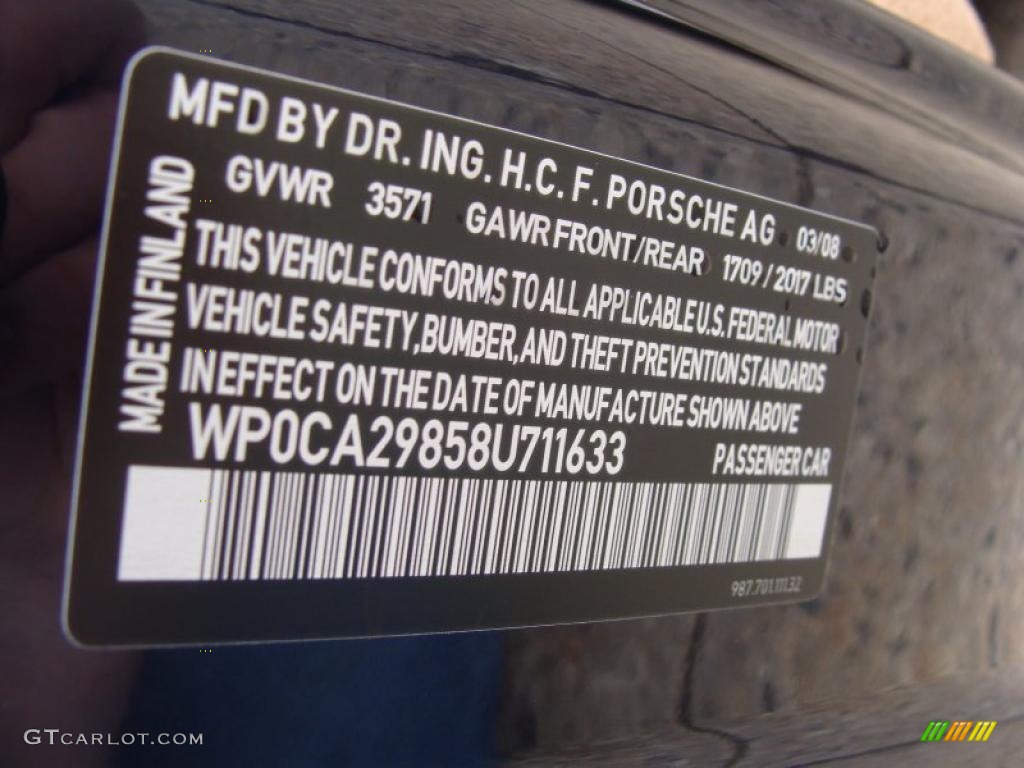 MFD BY DR. ING. H.C. F. PORSCHE AG 03/08
GVWR 3571 GAWR FRONT/REAR 1709/2017 LBS
THIS VEHICLE CONFORMS TO ALL APPLICABLE U.S. FEDERAL MOTOR
VEHICLE SAFETY, BUMBER, AND THEFT PREVENTION STANDARDS
IN EFFECT ON THE DATE OF MANUFACTURE SHOWN ABOVE
WP0CA29858U711633 PASSENGER CAR
MADE IN FINLAND
987.701.111.32
GTCARLOT.COM